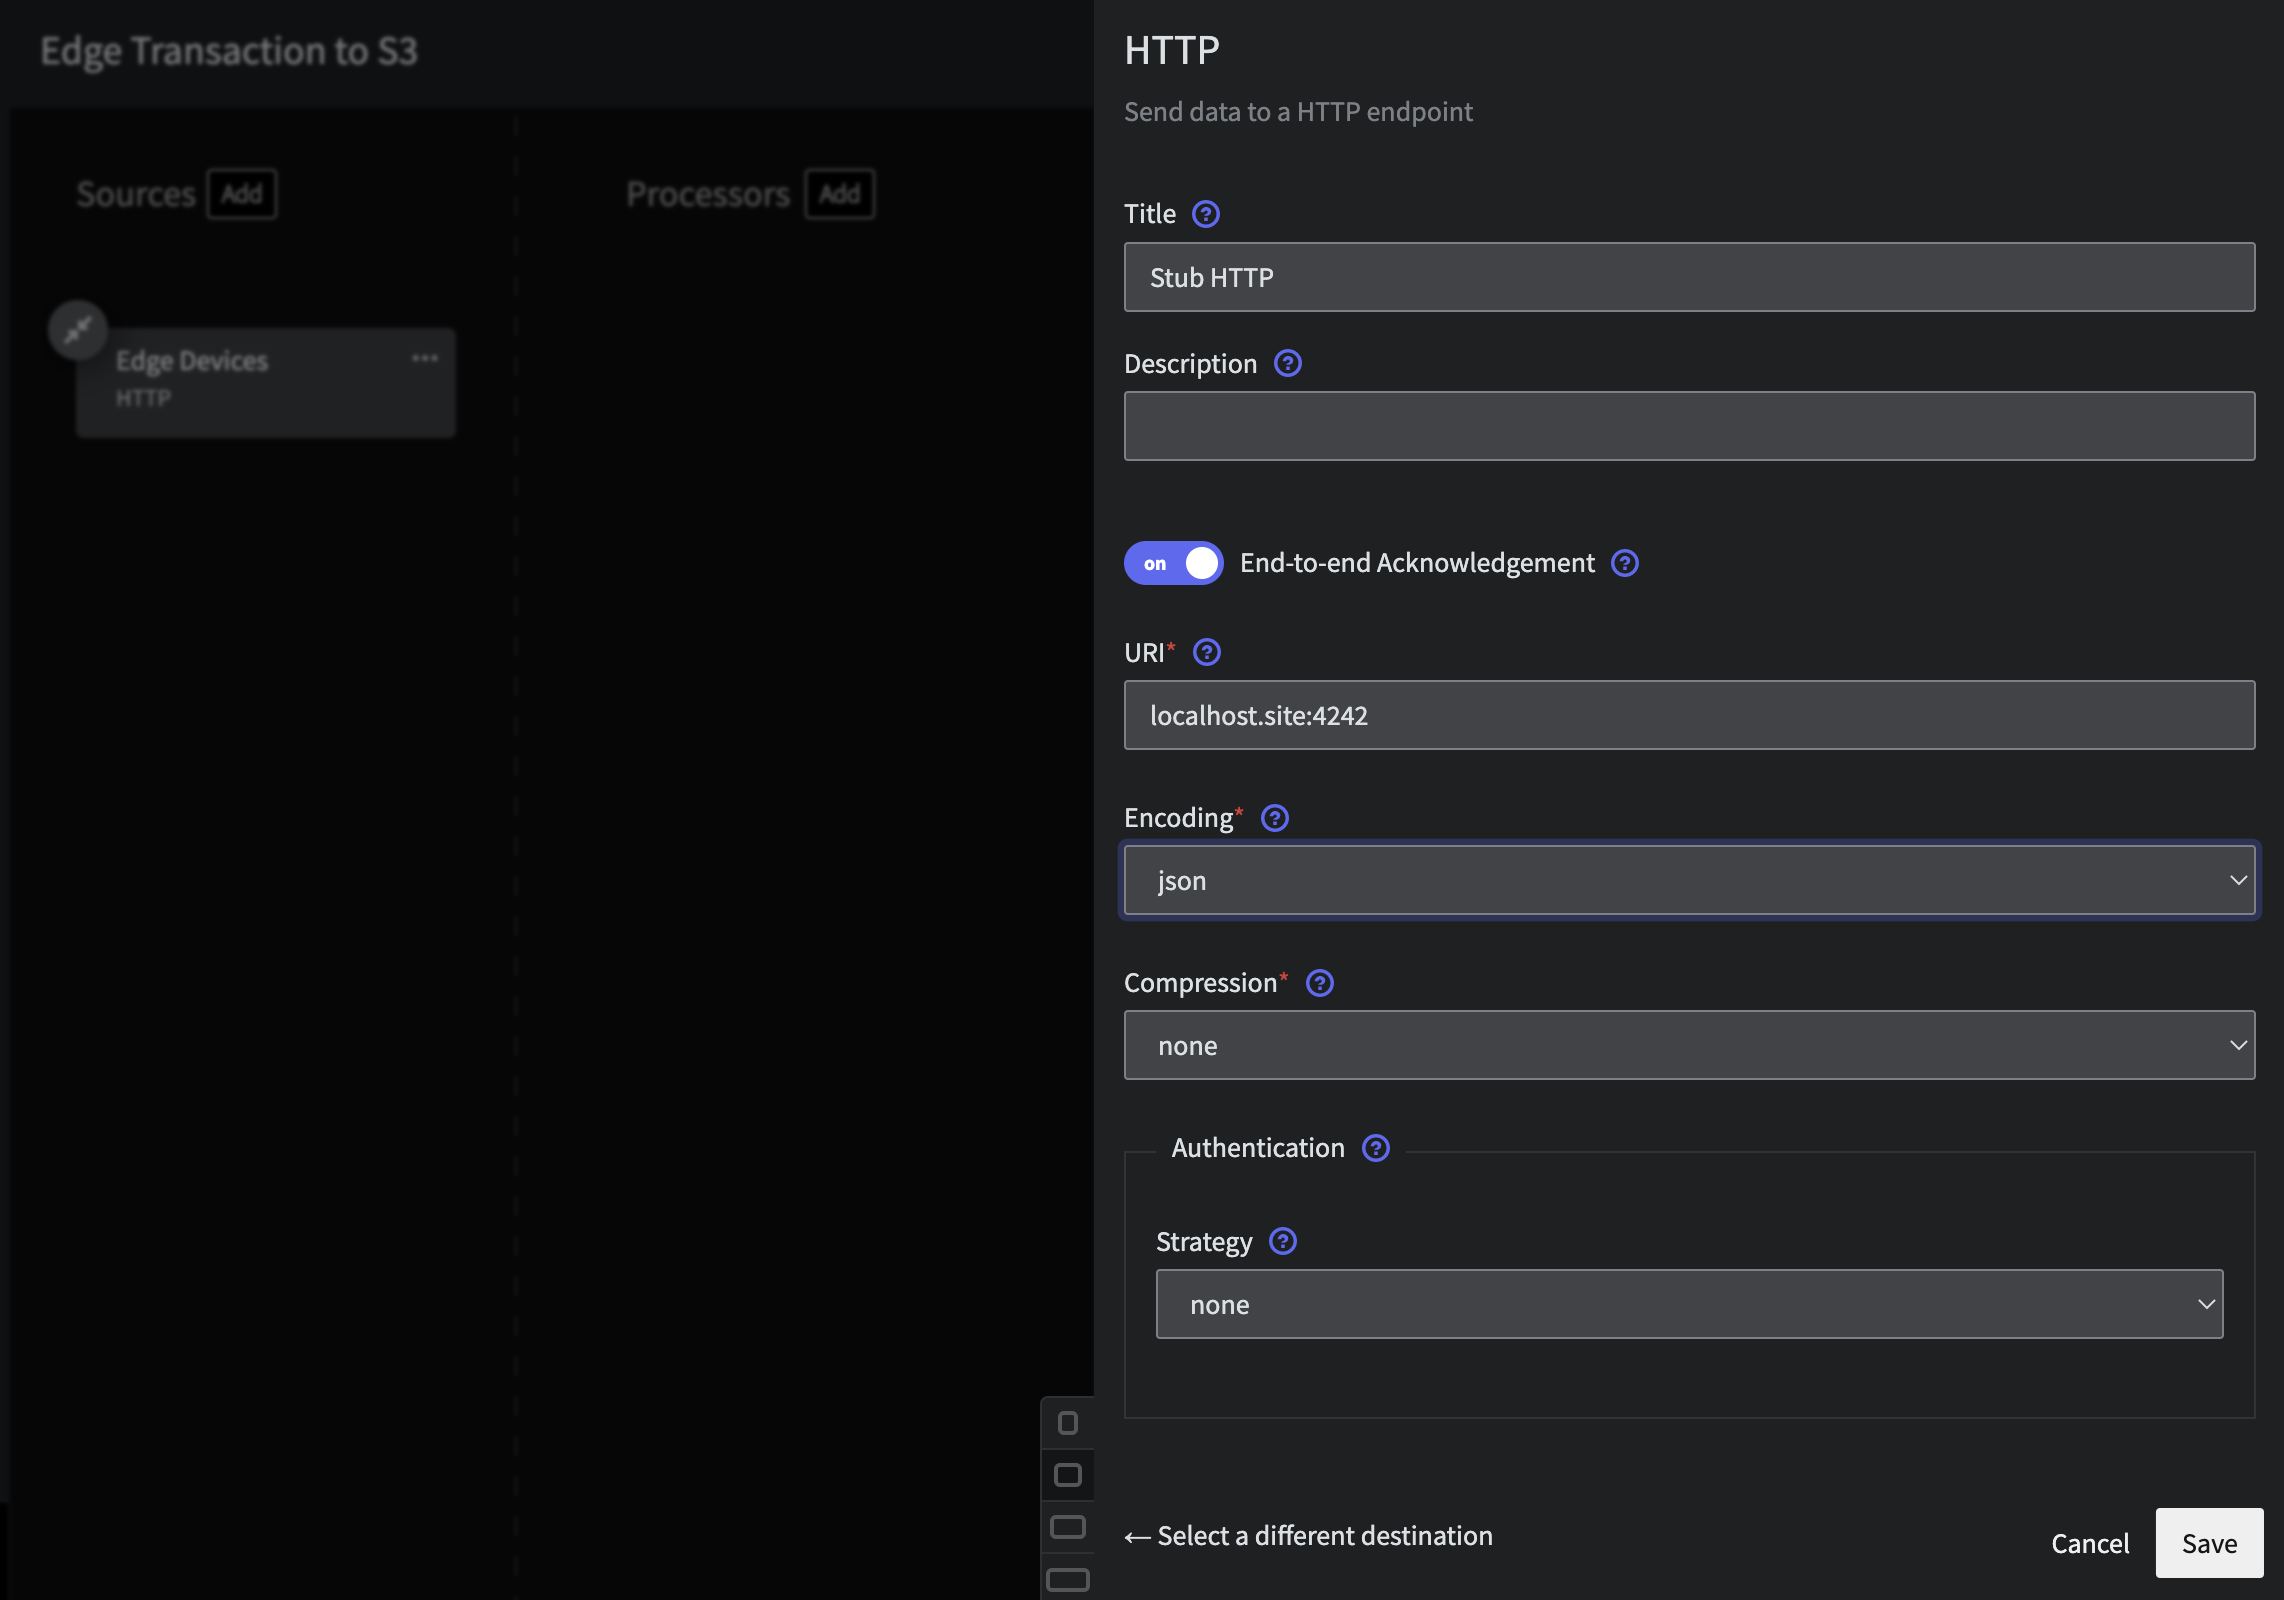 Edge Transaction to S3
Sources Add
Processors Add
Edge Devices
HTTP
HTTP
Send data to a HTTP endpoint
Title ?
Stub HTTP
Description ?
on End-to-end Acknowledgement ?
URI* ?
localhost.site:4242
Encoding* ?
json
Compression* ?
none
Authentication ?
Strategy ?
none
← Select a different destination
Cancel
Save